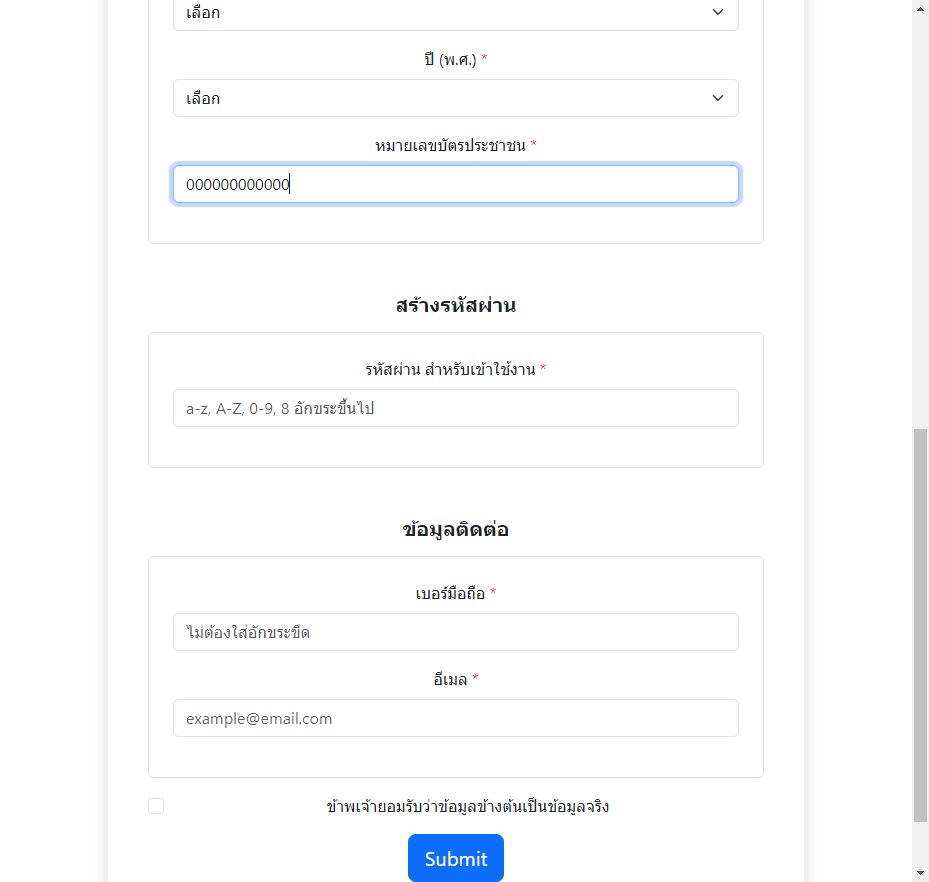 เลือก
ปี (พ.ศ.) *
เลือก
หมายเลขบัตรประชาชน *
000000000000
สร้างรหัสผ่าน
รหัสผ่าน สำหรับเข้าใช้งาน *
a-z, A-Z, 0-9, 8 อักขระขึ้นไป
ข้อมูลติดต่อ
เบอร์มือถือ *
ไม่ต้องใส่อักขระขีด
อีเมล *
example@email.com
ข้าพเจ้ายอมรับว่าข้อมูลข้างต้นเป็นข้อมูลจริง
Submit